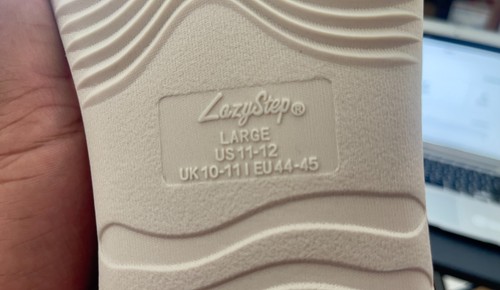 LazyStep®
LARGE
US 11-12
UK 10-11 | EU 44-45